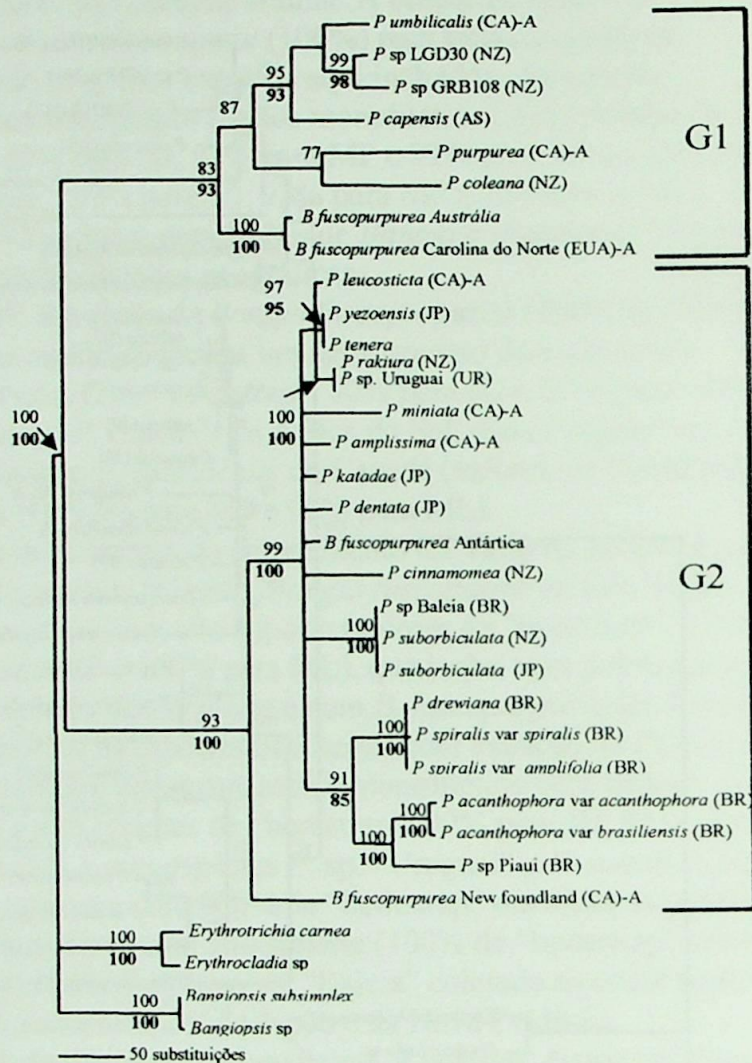 P umbilicalis (CA)-A
99
P sp LGD30 (NZ)
98
P sp GRB108 (NZ)
95
93
P capensis (AS)
87
77
P purpurea (CA)-A
P coleana (NZ)
G1
83
93
100
B fuscopurpurea Austrália
100
B fuscopurpurea Carolina do Norte (EUA)-A
P leucosticta (CA)-A
97
95
P yezoensis (JP)
P tenera
P rakiura (NZ)
P sp. Uruguai (UR)
P miniata (CA)-A
100
100
P amplissima (CA)-A
P katadae (JP)
P dentata (JP)
B fuscopurpurea Antártica
99
100
P cinnamomea (NZ)
G2
P sp Baleia (BR)
100
100
P suborbiculata (NZ)
P suborbiculata (JP)
P drewiana (BR)
100
100
P spiralis var spiralis (BR)
P spiralis var amplifolia (BR)
93
100
91
85
P acanthophora var acanthophora (BR)
100
100
P acanthophora var brasiliensis (BR)
100
100
P sp Piaui (BR)
B fuscopurpurea New foundland (CA)-A
100
100
Erythrotrichia carnea
100
100
Erythrocladia sp
Bangiopsis subsimplex
100
100
Bangiopsis sp
50 substituições